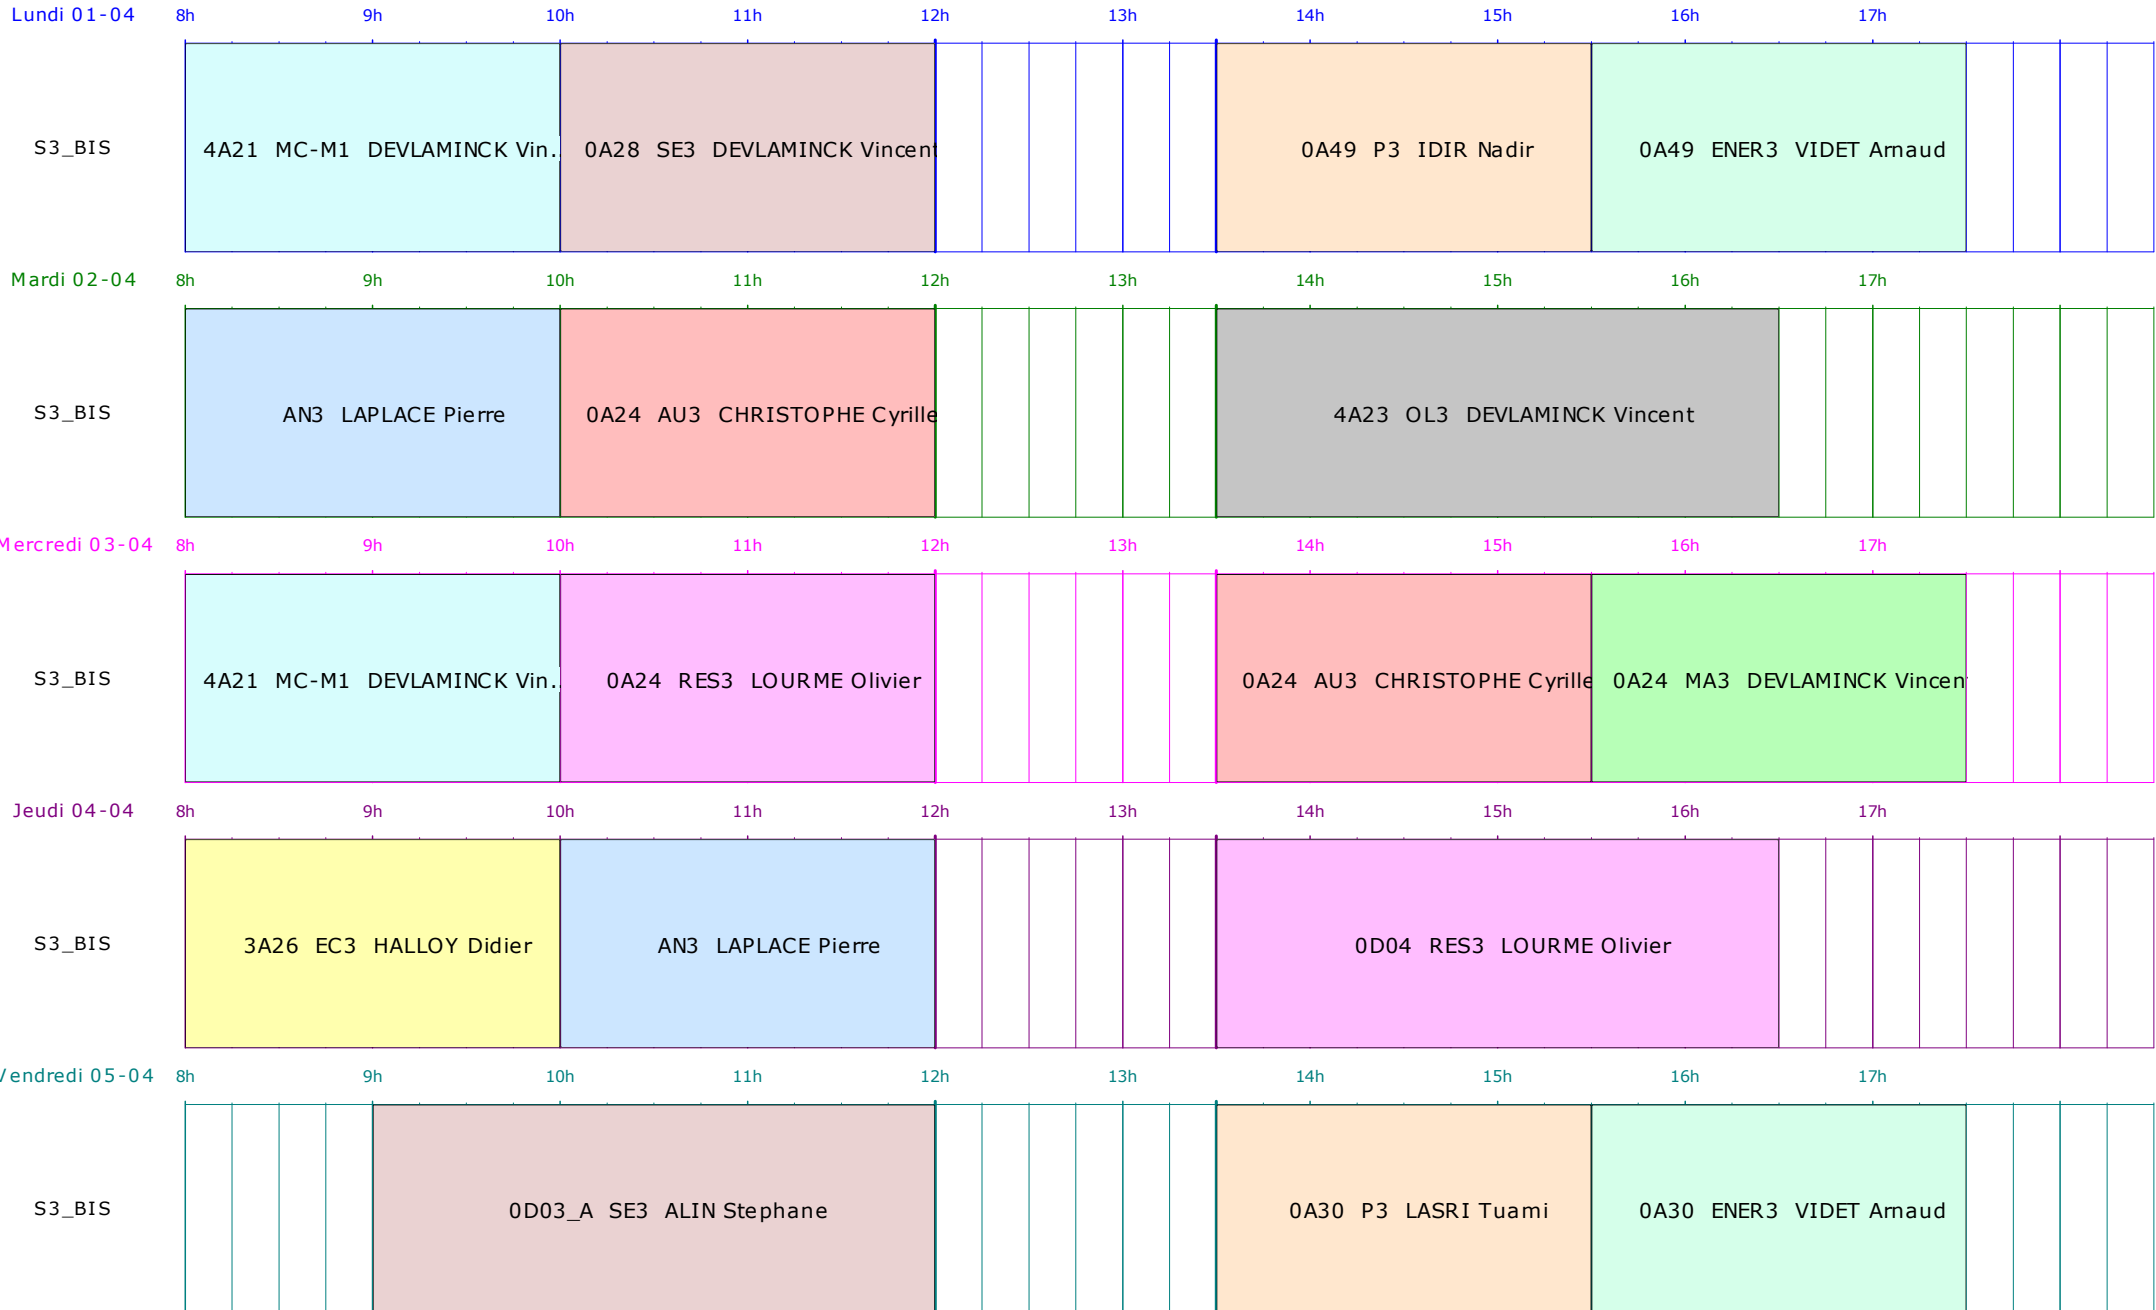 Lundi 01-04 8h 9h 10h 11h 12h 13h 14h 15h 16h 17h
S3_BIS 4A21 MC-M1 DEVLAMINCK Vin. 0A28 SE3 DEVLAMINCK Vincent 0A49 P3 IDIR Nadir 0A49 ENER3 VIDET Arnaud
Mardi 02-04 8h 9h 10h 11h 12h 13h 14h 15h 16h 17h
S3_BIS AN3 LAPLACE Pierre 0A24 AU3 CHRISTOPHE Cyrille 4A23 OL3 DEVLAMINCK Vincent
Mercredi 03-04 8h 9h 10h 11h 12h 13h 14h 15h 16h 17h
S3_BIS 4A21 MC-M1 DEVLAMINCK Vin. 0A24 RES3 LOURME Olivier 0A24 AU3 CHRISTOPHE Cyrille 0A24 MA3 DEVLAMINCK Vincent
Jeudi 04-04 8h 9h 10h 11h 12h 13h 14h 15h 16h 17h
S3_BIS 3A26 EC3 HALLOY Didier AN3 LAPLACE Pierre 0D04 RES3 LOURME Olivier
Vendredi 05-04 8h 9h 10h 11h 12h 13h 14h 15h 16h 17h
S3_BIS 0D03_A SE3 ALIN Stephane 0A30 P3 LASRI Tuami 0A30 ENER3 VIDET Arnaud